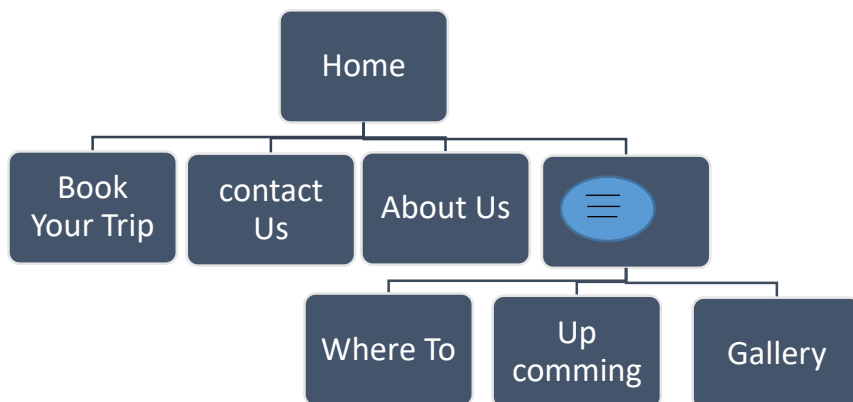 Home
Book
Your Trip
contact
Us
About Us
Where To
Up
comming
Gallery